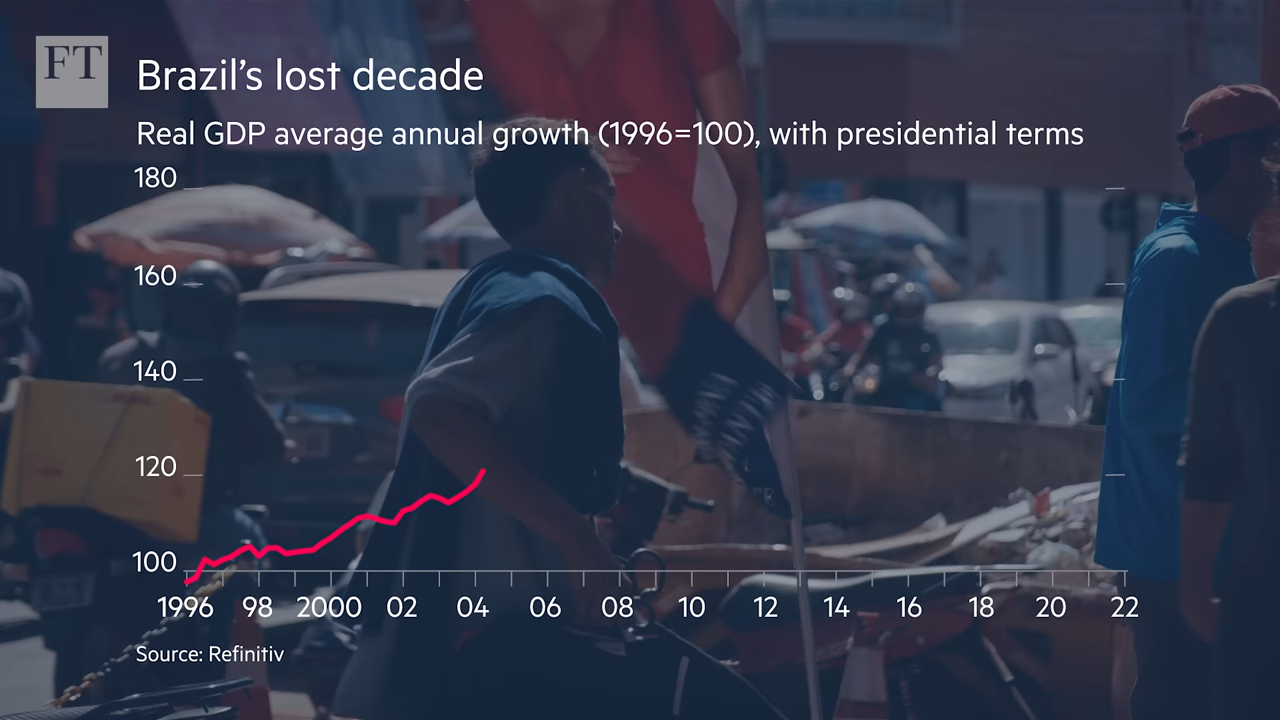 FT
Brazil’s lost decade
Real GDP average annual growth (1996=100), with presidential terms
180
160
140
120
100
1996 98 2000 02 04 06 08 10 12 14 16 18 20 22
Source: Refinitiv